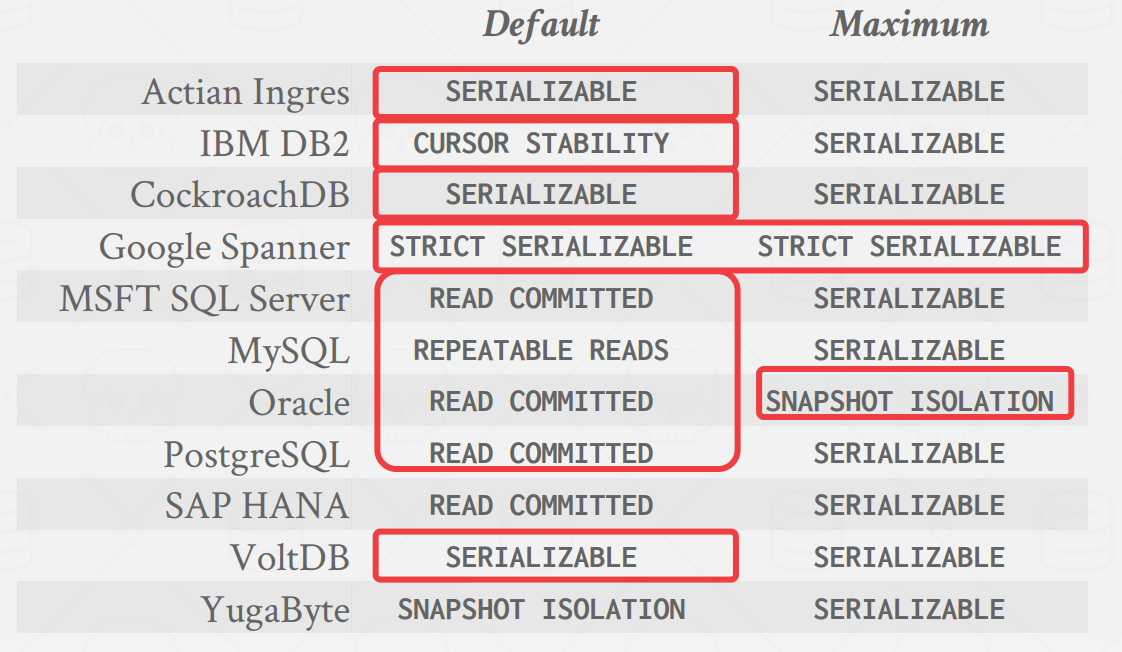 Default Maximum
Actian Ingres SERIALIZABLE SERIALIZABLE
IBM DB2 CURSOR STABILITY SERIALIZABLE
CockroachDB SERIALIZABLE SERIALIZABLE
Google Spanner STRICT SERIALIZABLE STRICT SERIALIZABLE
MSFT SQL Server READ COMMITTED SERIALIZABLE
MySQL REPEATABLE READS SERIALIZABLE
Oracle READ COMMITTED SNAPSHOT ISOLATION
PostgreSQL READ COMMITTED SERIALIZABLE
SAP HANA READ COMMITTED SERIALIZABLE
VoltDB SERIALIZABLE SERIALIZABLE
YugaByte SNAPSHOT ISOLATION SERIALIZABLE